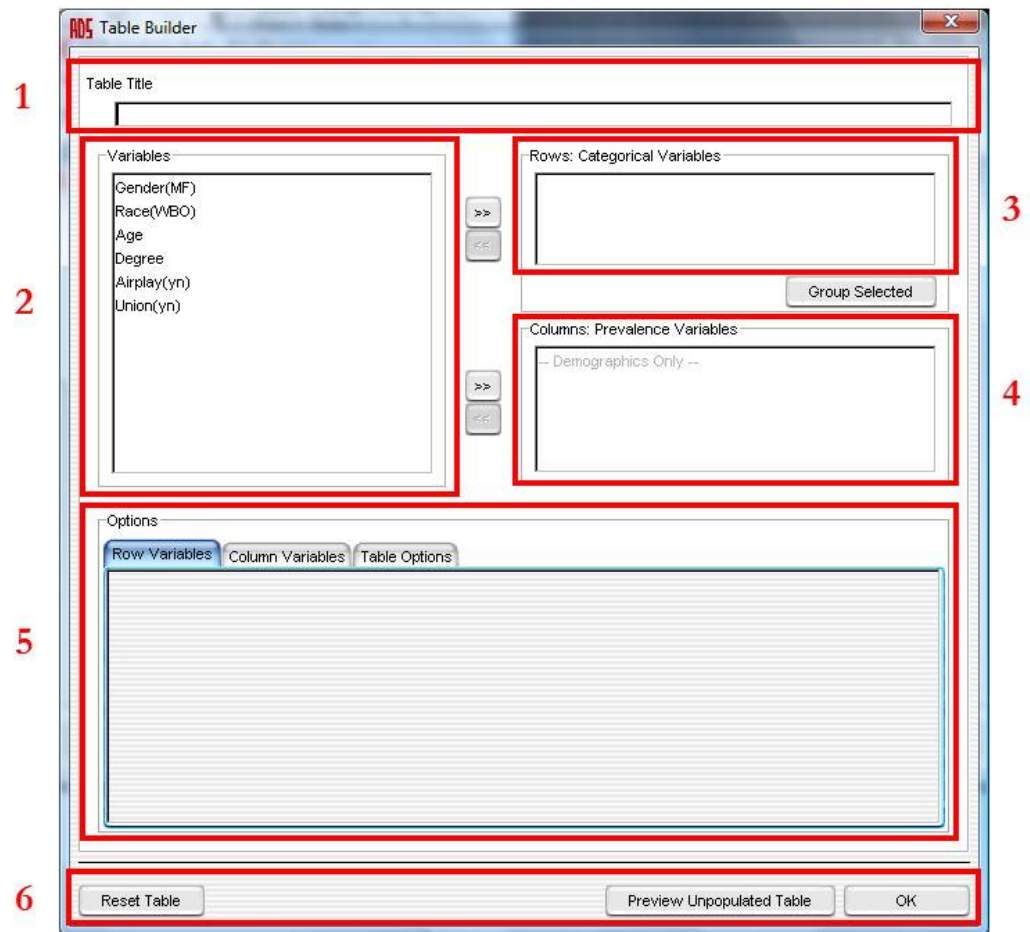 ADS Table Builder
X
1
Table Title
2
Variables
Gender(MF)
Race(WBO)
Age
Degree
Airplay(yn)
Union(yn)
>>
<<
>>
<<
3
Rows: Categorical Variables
Group Selected
4
Columns: Prevalence Variables
-- Demographics Only --
5
Options
Row Variables Column Variables Table Options
6
Reset Table Preview Unpopulated Table OK